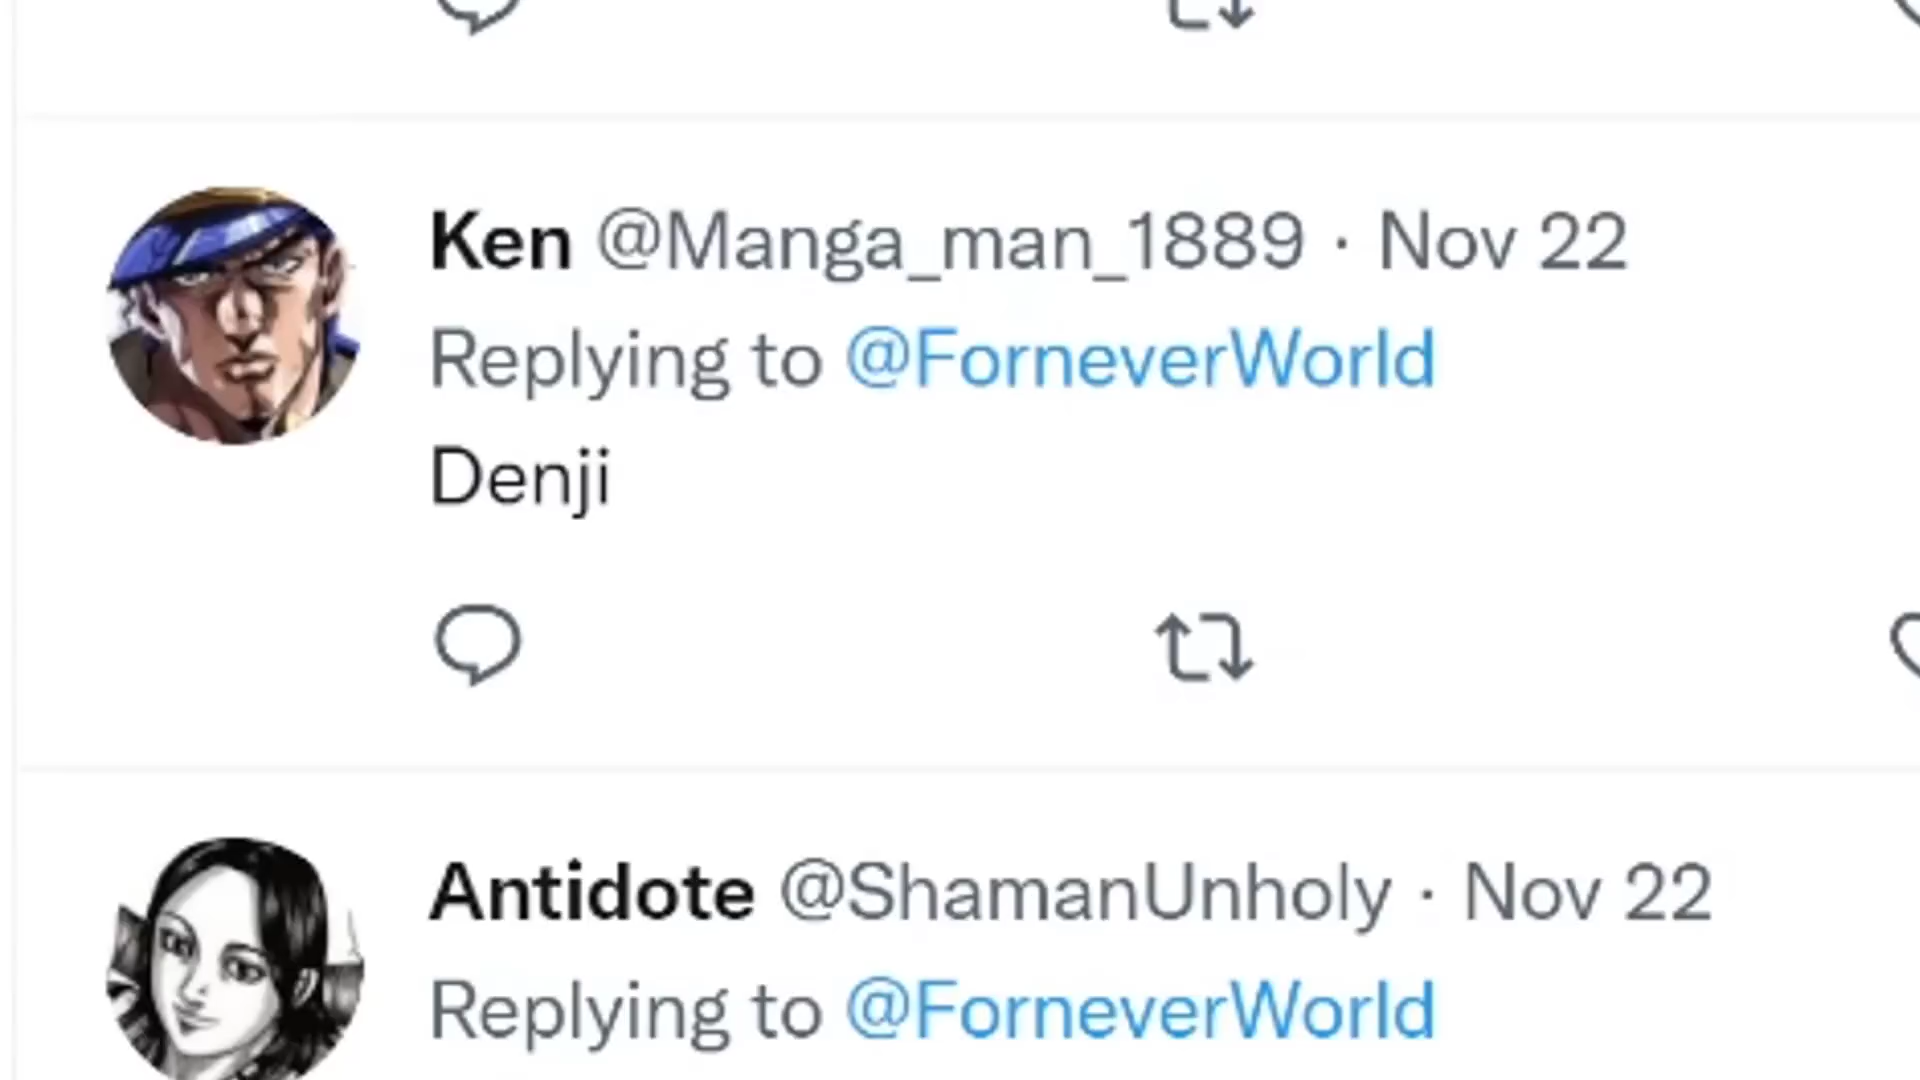 Ken @Manga_man_1889 · Nov 22
Replying to @ForneverWorld
Denji
Antidote @ShamanUnholy · Nov 22
Replying to @ForneverWorld